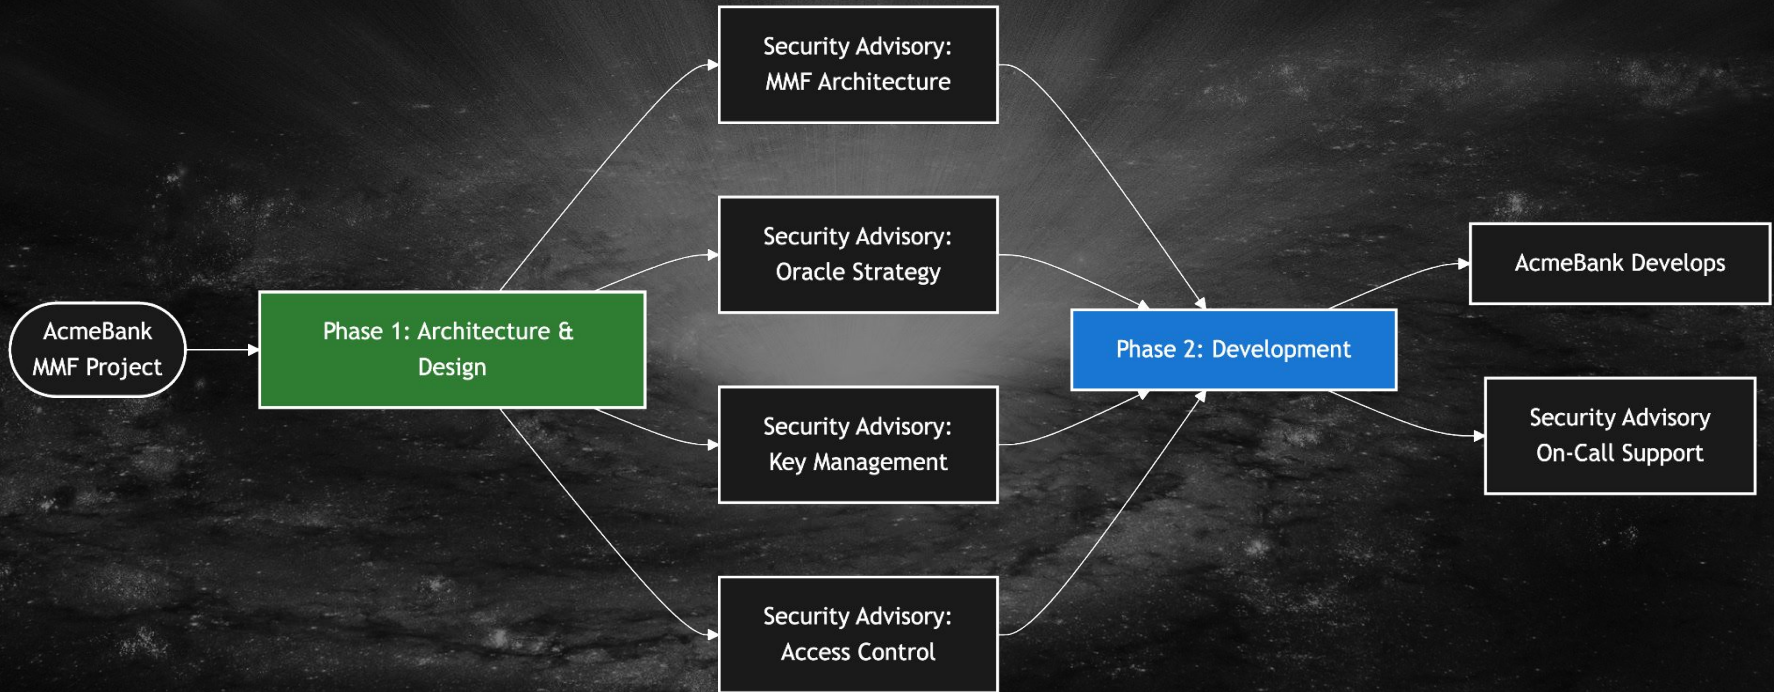 AcmeBank
MMF Project
Phase 1: Architecture &
Design
Security Advisory:
MMF Architecture
Security Advisory:
Oracle Strategy
Security Advisory:
Key Management
Security Advisory:
Access Control
Phase 2: Development
AcmeBank Develops
Security Advisory
On-Call Support